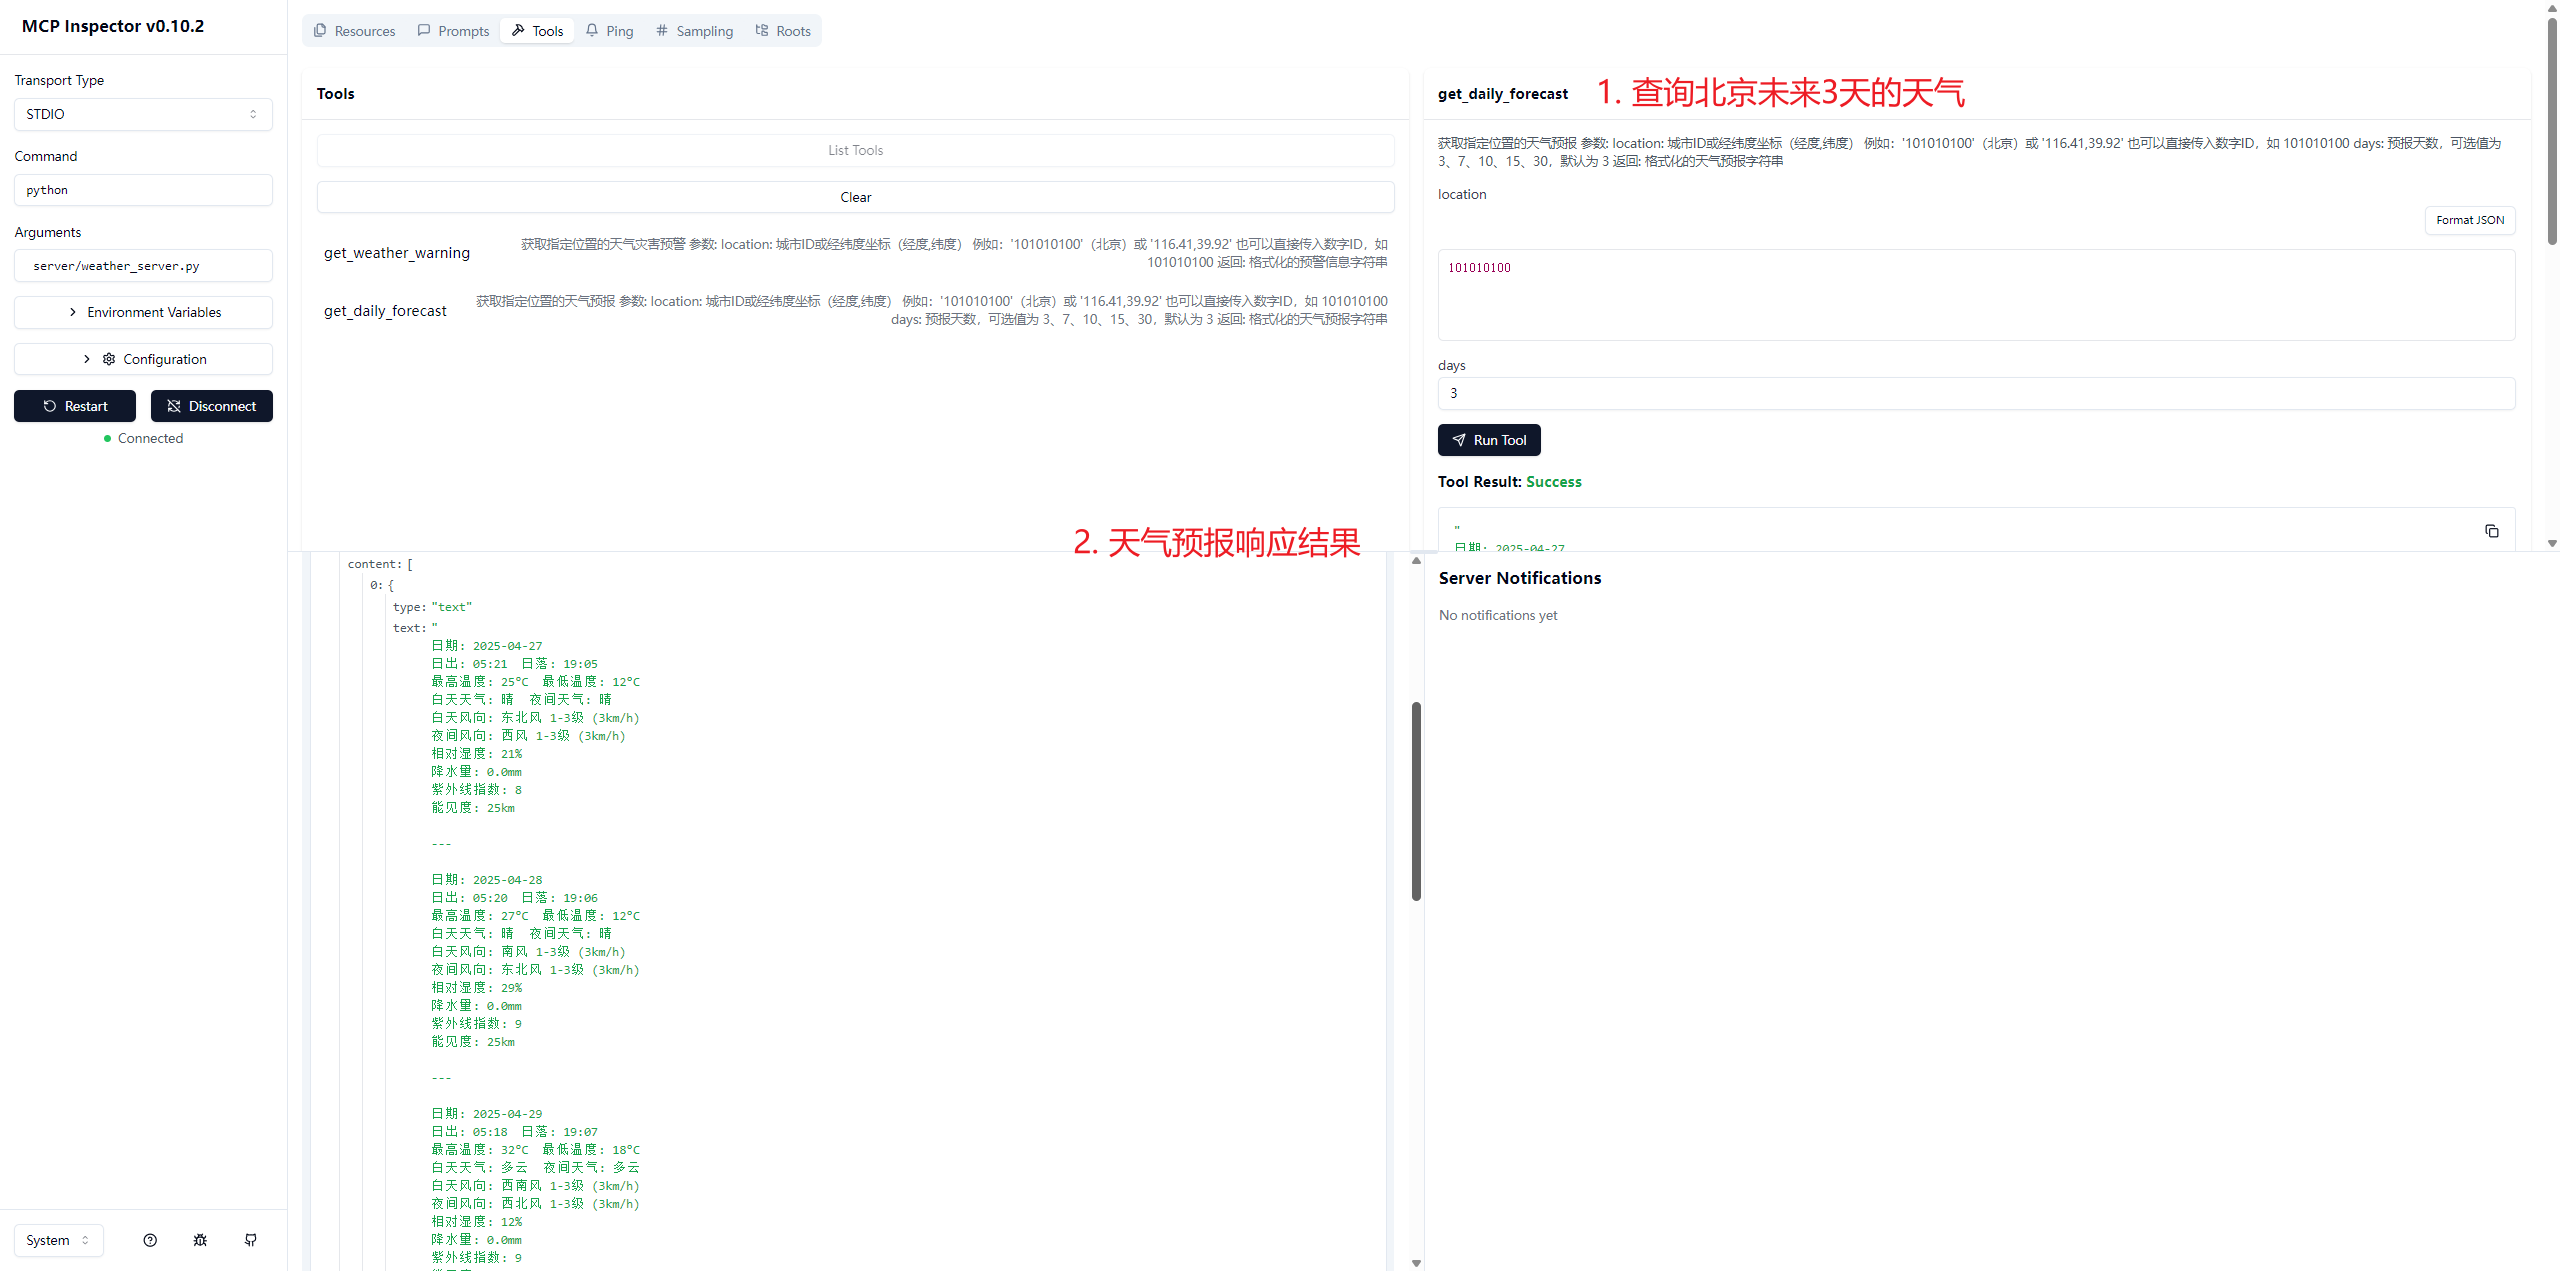 MCP Inspector v0.10.2
Transport Type
STDIO
Command
python
Arguments
server/weather_server.py
Environment Variables
Configuration
Restart
Disconnect
Connected
System
Resources
Prompts
Tools
Ping
Sampling
Roots
Tools
List Tools
Clear
get_weather_warning
获取指定位置的天气灾害预警 参数: location: 城市ID或经纬度坐标（经度,纬度） 例如：'101010100'（北京）或 '116.41,39.92' 也可以直接传入数字ID，如
101010100 返回: 格式化的预警信息字符串
get_daily_forecast
获取指定位置的天气预报 参数: location: 城市ID或经纬度坐标（经度,纬度） 例如：'101010100'（北京）或 '116.41,39.92' 也可以直接传入数字ID，如 101010100
days: 预报天数，可选值为 3、7、10、15、30，默认为 3 返回: 格式化的天气预报字符串
get_daily_forecast
1. 查询北京未来3天的天气
获取指定位置的天气预报 参数: location: 城市ID或经纬度坐标（经度,纬度） 例如：'101010100'（北京）或 '116.41,39.92' 也可以直接传入数字ID，如 101010100 days: 预报天数，可选值为
3、7、10、15、30，默认为 3 返回: 格式化的天气预报字符串
location
Format JSON
101010100
days
3
Run Tool
Tool Result: Success
"
日期: 2025-04-27
2. 天气预报响应结果
content: [
0: {
type: "text"
text: "
日期: 2025-04-27
日出: 05:21 日落: 19:05
最高温度: 25°C 最低温度: 12°C
白天天气: 晴 夜间天气: 晴
白天风向: 东北风 1-3级 (3km/h)
夜间风向: 西风 1-3级 (3km/h)
相对湿度: 21%
降水量: 0.0mm
紫外线指数: 8
能见度: 25km
---
日期: 2025-04-28
日出: 05:20 日落: 19:06
最高温度: 27°C 最低温度: 12°C
白天天气: 晴 夜间天气: 晴
白天风向: 南风 1-3级 (3km/h)
夜间风向: 东北风 1-3级 (3km/h)
相对湿度: 29%
降水量: 0.0mm
紫外线指数: 9
能见度: 25km
---
日期: 2025-04-29
日出: 05:18 日落: 19:07
最高温度: 32°C 最低温度: 18°C
白天天气: 多云 夜间天气: 多云
白天风向: 西南风 1-3级 (3km/h)
夜间风向: 西北风 1-3级 (3km/h)
相对湿度: 12%
降水量: 0.0mm
紫外线指数: 9
Server Notifications
No notifications yet